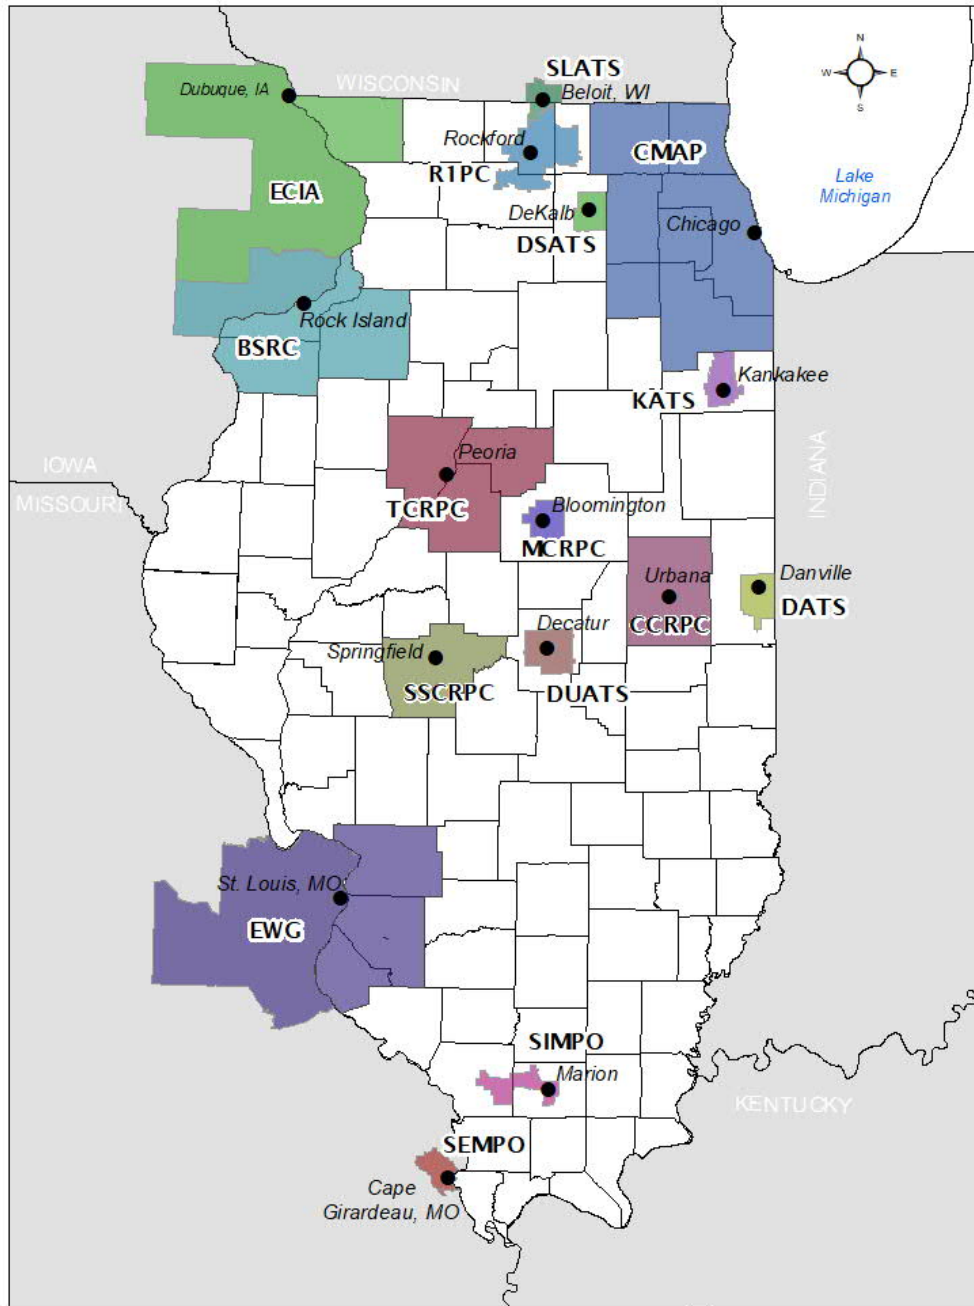 N
W E
S
WISCONSIN
SLATS
Dubuque, IA
Beloit, WI
Rockford
CMAP
R1PC
Lake
Michigan
ECIA
DeKalb
Chicago
DSATS
Rock Island
BSRC
Kankakee
KATS
INDIANA
IOWA
Peoria
MISSOURI
TCRPC
Bloomington
MCRPC
Urbana
Danville
CCRPC
DATS
Decatur
Springfield
SSCRPC
DUATS
St. Louis, MO
EWG
SIMPO
Marion
KENTUCKY
SEMPO
Cape
Girardeau, MO